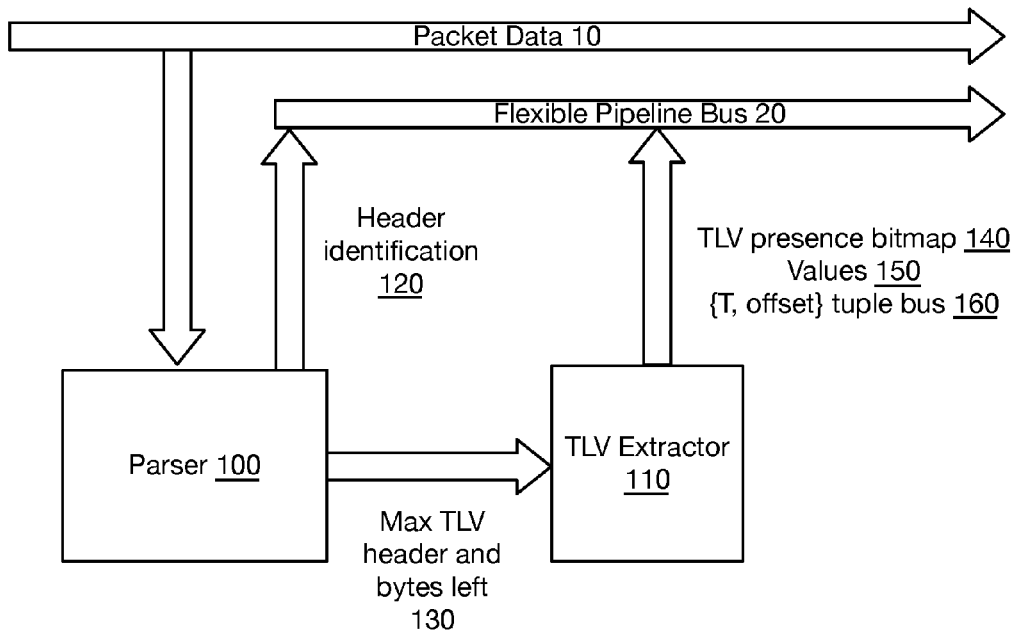 Packet Data 10
Flexible Pipeline Bus 20
Header
identification
120
TLV presence bitmap 140
Values 150
{T, offset} tuple bus 160
Parser 100
TLV Extractor
110
Max TLV
header and
bytes left
130